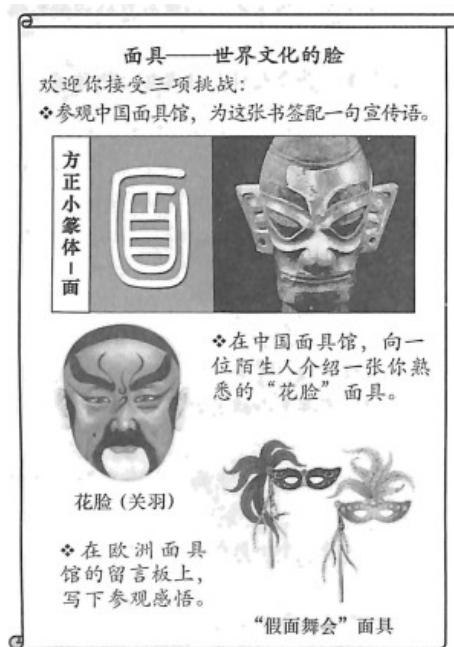 面具——世界文化的脸
欢迎你接受三项挑战：
❖参观中国面具馆，为这张书签配一句宣传语。
方正小篆体-面
面
❖在中国面具馆，向一
位陌生人介绍一张你熟
悉的“花脸”面具。
花脸（关羽）
❖在欧洲面具
馆的留言板上，
写下参观感悟。
“假面舞会”面具